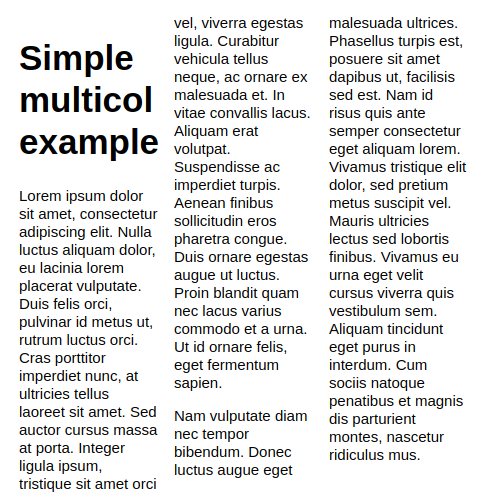 Simple
multicol
example
Lorem ipsum dolor
sit amet, consectetur
adipiscing elit. Nulla
luctus aliquam dolor,
eu lacinia lorem
placerat vulputate.
Duis felis orci,
pulvinar id metus ut,
rutrum luctus orci.
Cras porttitor
imperdiet nunc, at
ultricies tellus
laoreet sit amet. Sed
auctor cursus massa
at porta. Integer
ligula ipsum,
tristique sit amet orci
vel, viverra egestas
ligula. Curabitur
vehicula tellus
neque, ac ornare ex
malesuada et. In
vitae convallis lacus.
Aliquam erat
volutpat.
Suspendisse ac
imperdiet turpis.
Aenean finibus
sollicitudin eros
pharetra congue.
Duis ornare egestas
augue ut luctus.
Proin blandit quam
nec lacus varius
commodo et a urna.
Ut id ornare felis,
eget fermentum
sapien.
Nam vulputate diam
nec tempor
bibendum. Donec
luctus augue eget
malesuada ultrices.
Phasellus turpis est,
posuere sit amet
dapibus ut, facilisis
sed est. Nam id
risus quis ante
semper consectetur
eget aliquam lorem.
Vivamus tristique elit
dolor, sed pretium
metus suscipit vel.
Mauris ultricies
lectus sed lobortis
finibus. Vivamus eu
urna eget velit
cursus viverra quis
vestibulum sem.
Aliquam tincidunt
eget purus in
interdum. Cum
sociis natoque
penatibus et magnis
dis parturient
montes, nascetur
ridiculus mus.